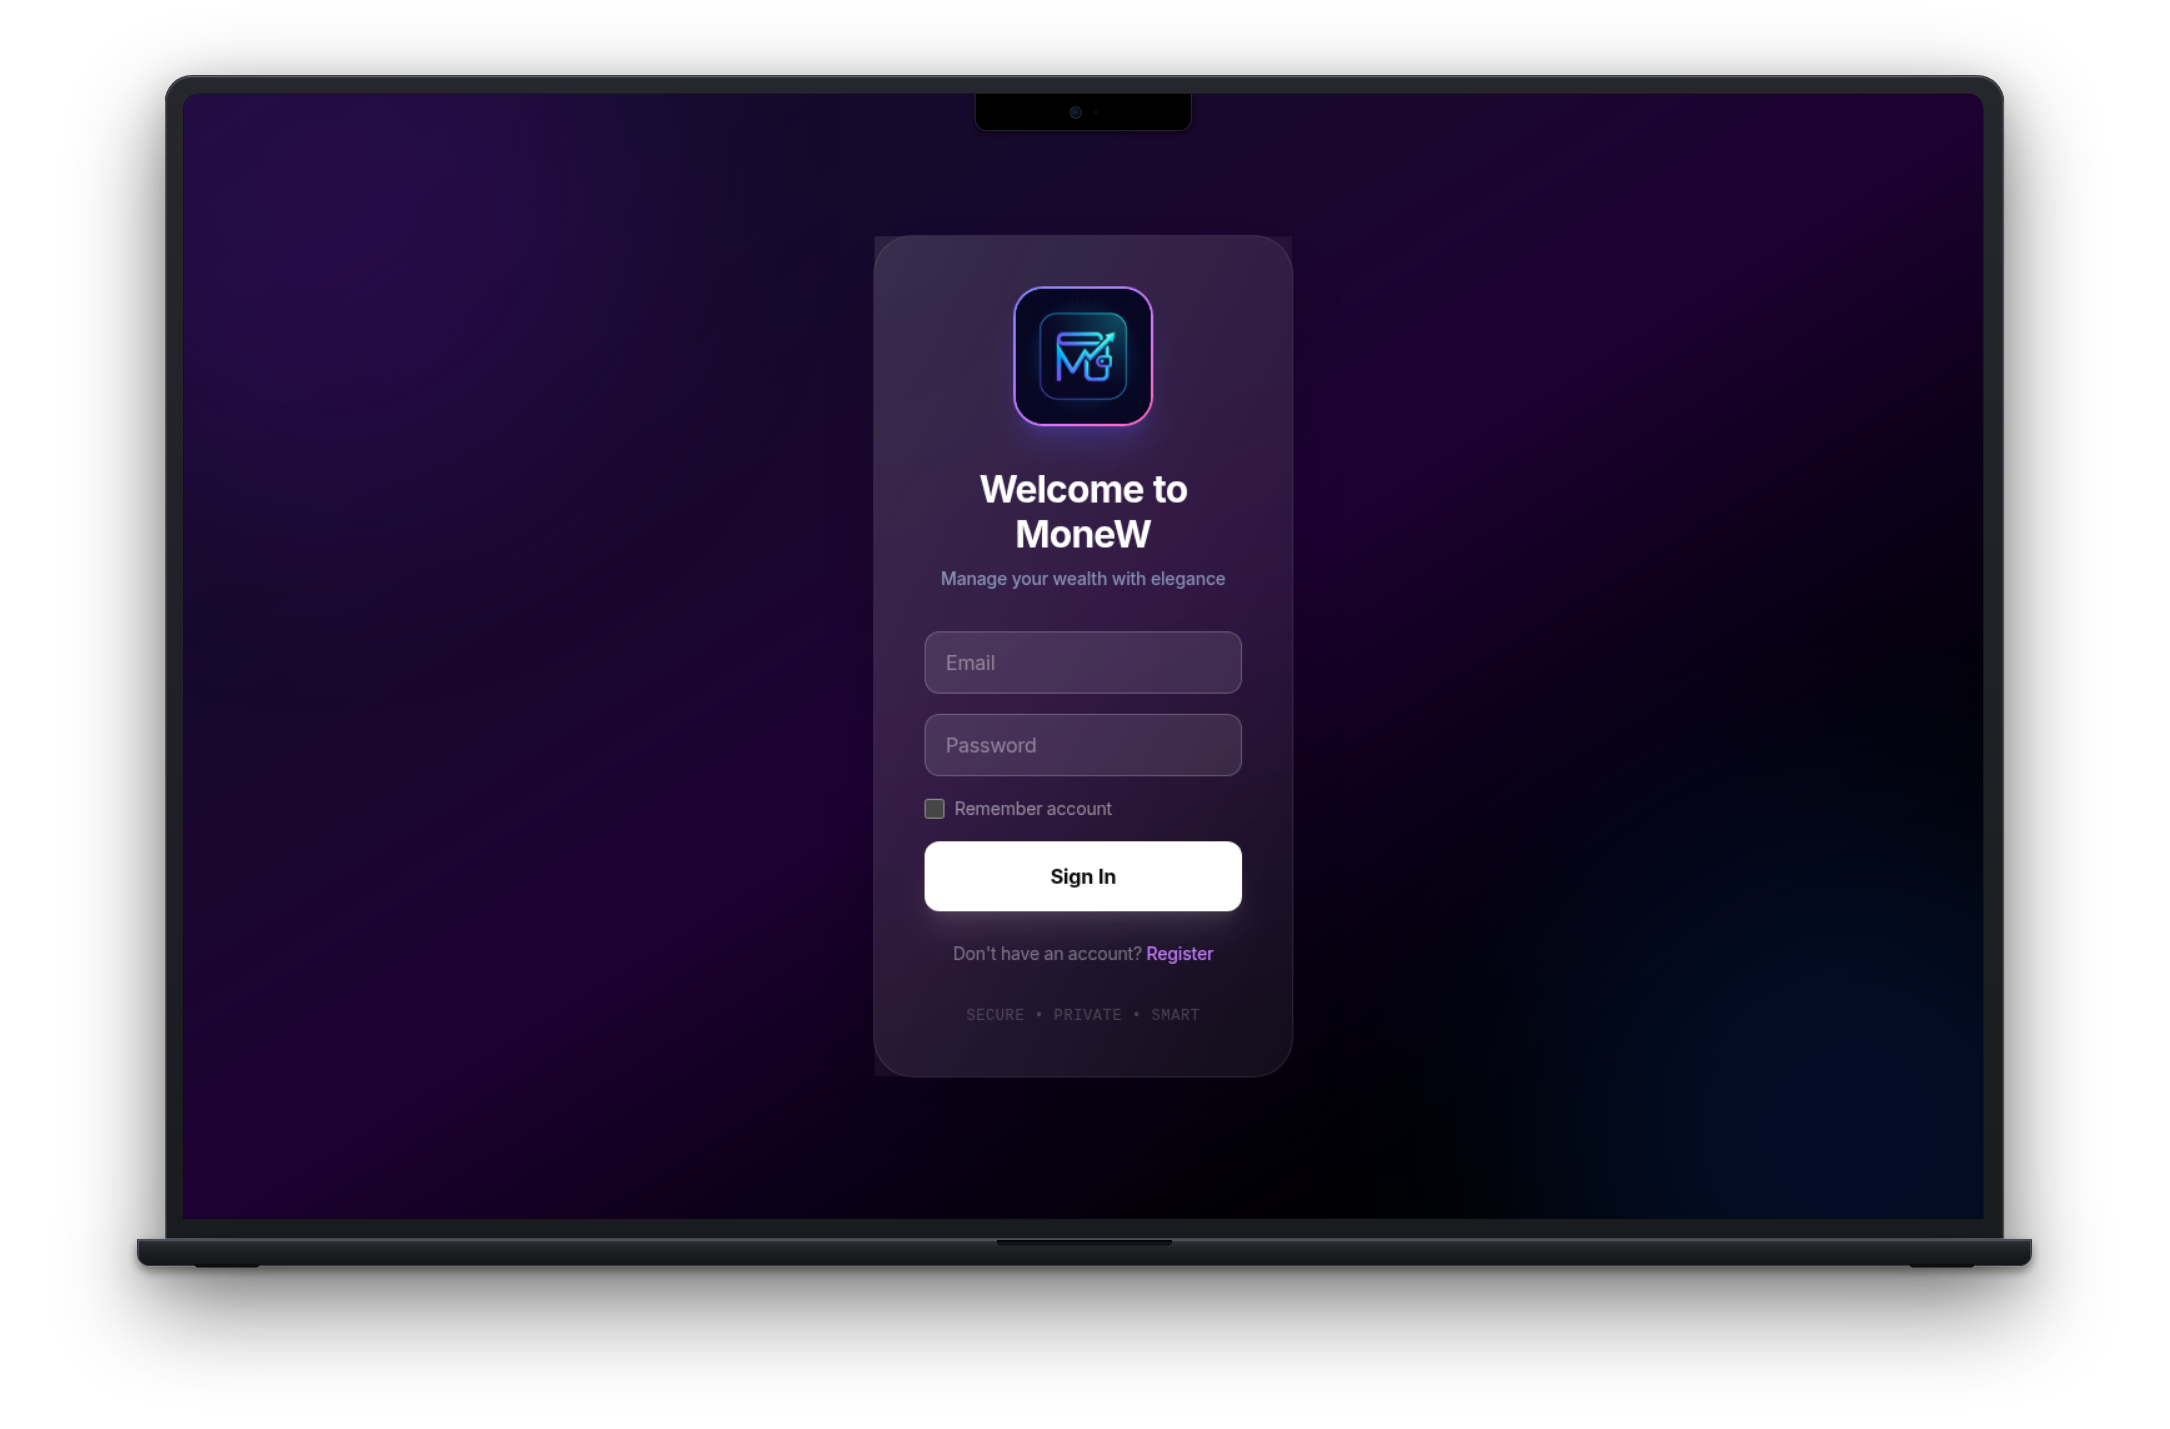 Welcome to
MoneW
Manage your wealth with elegance
Email
Password
Remember account
Sign In
Don't have an account? Register
SECURE • PRIVATE • SMART